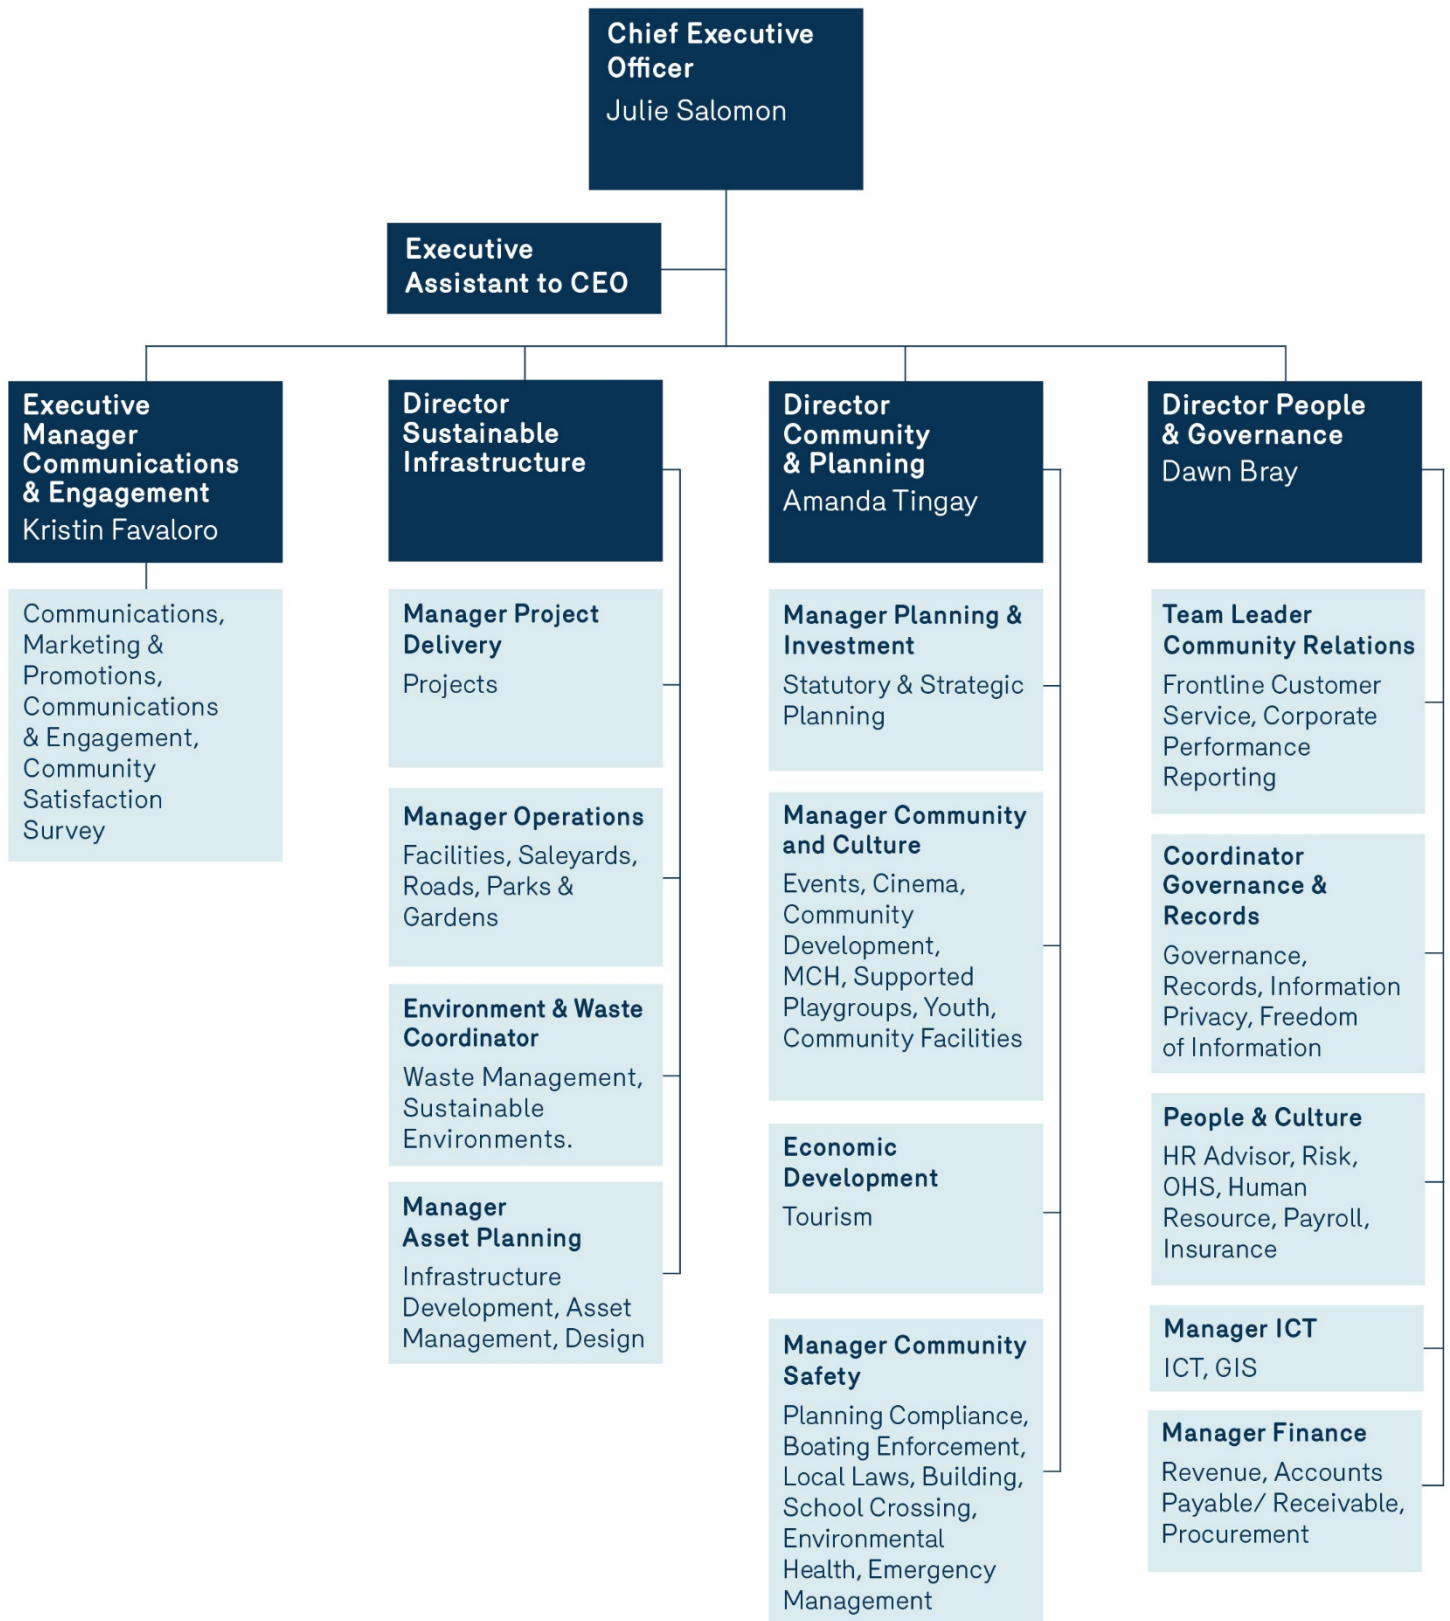 Chief Executive
Officer
Julie Salomon
Executive
Assistant to CEO
Executive
Manager
Communications
& Engagement
Kristin Favaloro
Communications,
Marketing &
Promotions,
Communications
& Engagement,
Community
Satisfaction
Survey
Director
Sustainable
Infrastructure
Manager Project
Delivery
Projects
Manager Operations
Facilities, Saleyards,
Roads, Parks &
Gardens
Environment & Waste
Coordinator
Waste Management,
Sustainable
Environments.
Manager
Asset Planning
Infrastructure
Development, Asset
Management, Design
Director
Community
& Planning
Amanda Tingay
Manager Planning &
Investment
Statutory & Strategic
Planning
Manager Community
and Culture
Events, Cinema,
Community
Development,
MCH, Supported
Playgroups, Youth,
Community Facilities
Economic
Development
Tourism
Manager Community
Safety
Planning Compliance,
Boating Enforcement,
Local Laws, Building,
School Crossing,
Environmental
Health, Emergency
Management
Director People
& Governance
Dawn Bray
Team Leader
Community Relations
Frontline Customer
Service, Corporate
Performance
Reporting
Coordinator
Governance &
Records
Governance,
Records, Information
Privacy, Freedom
of Information
People & Culture
HR Advisor, Risk,
OHS, Human
Resource, Payroll,
Insurance
Manager ICT
ICT, GIS
Manager Finance
Revenue, Accounts
Payable/ Receivable,
Procurement